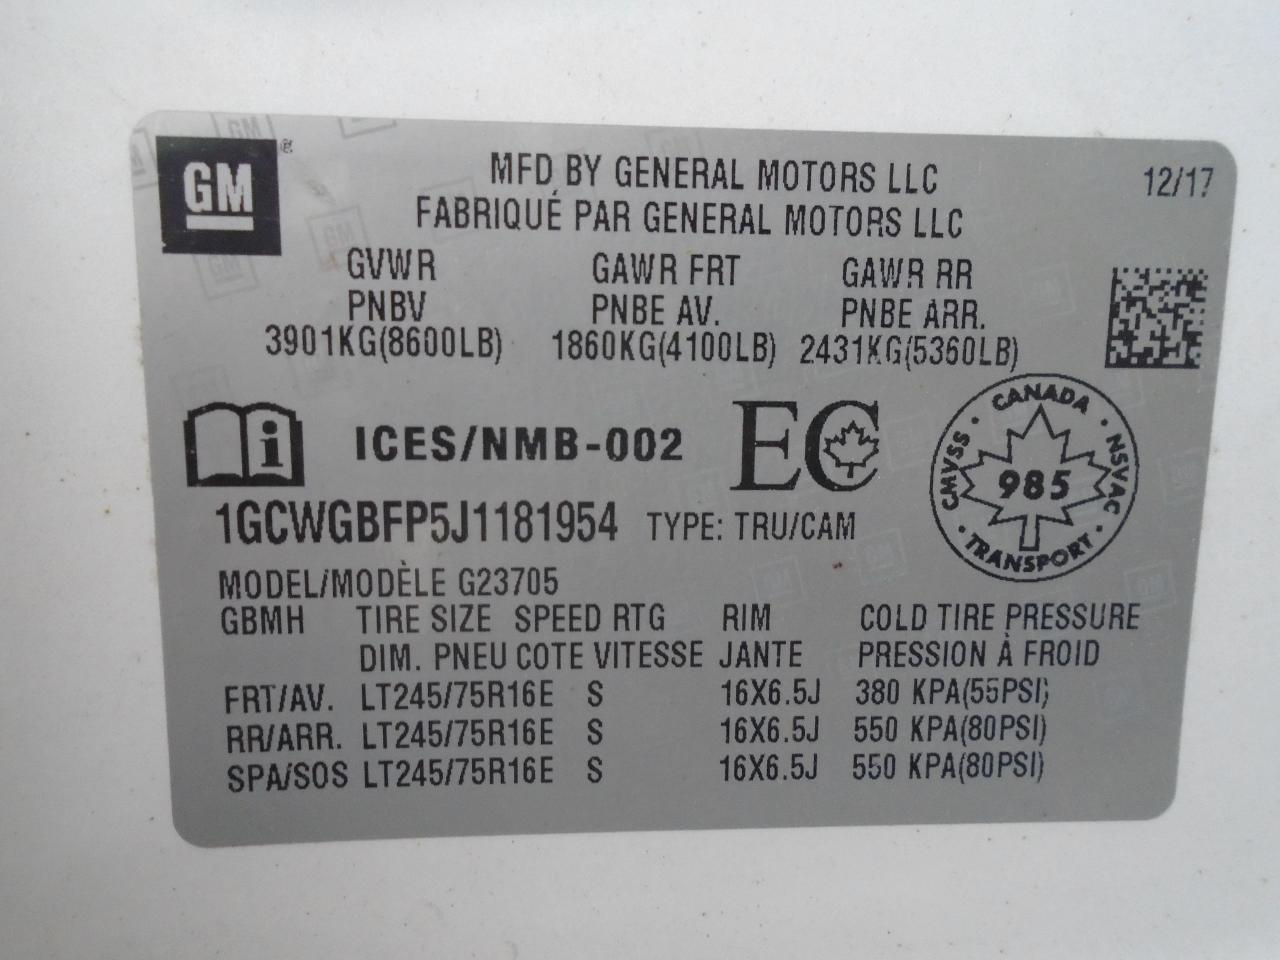 GM
MFD BY GENERAL MOTORS LLC
12/17
FABRIQUÉ PAR GENERAL MOTORS LLC
GVWR GAWR FRT GAWR RR
PNBV PNBE AV. PNBE ARR.
3901KG(8600LB) 1860KG(4100LB) 2431KG(5360LB)
ICES/NMB-002 EC
CANADA
CMVSS 985 NSVAC
TRANSPORT
1GCWGBFP5J1181954 TYPE: TRU/CAM
MODEL/MODÈLE G23705
GBMH TIRE SIZE SPEED RTG RIM COLD TIRE PRESSURE
DIM. PNEU COTE VITESSE JANTE PRESSION À FROID
FRT/AV. LT245/75R16E S 16X6.5J 380 KPA(55PSI)
RR/ARR. LT245/75R16E S 16X6.5J 550 KPA(80PSI)
SPA/SOS LT245/75R16E S 16X6.5J 550 KPA(80PSI)